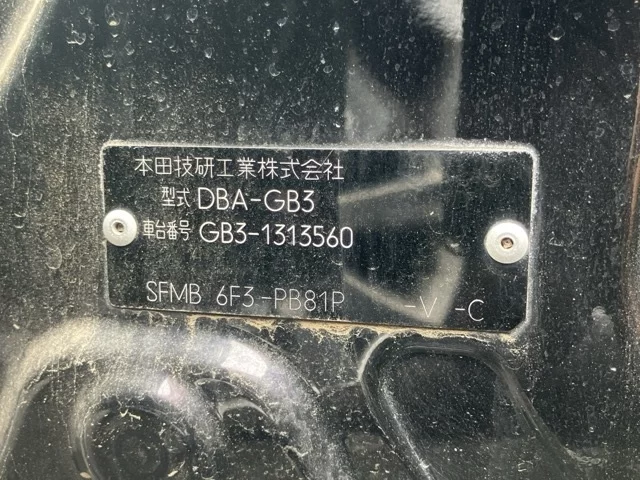 本田技研工業株式会社
型式 DBA-GB3
車台番号 GB3-1313560
SFMB 6F3-PB81P -V -C